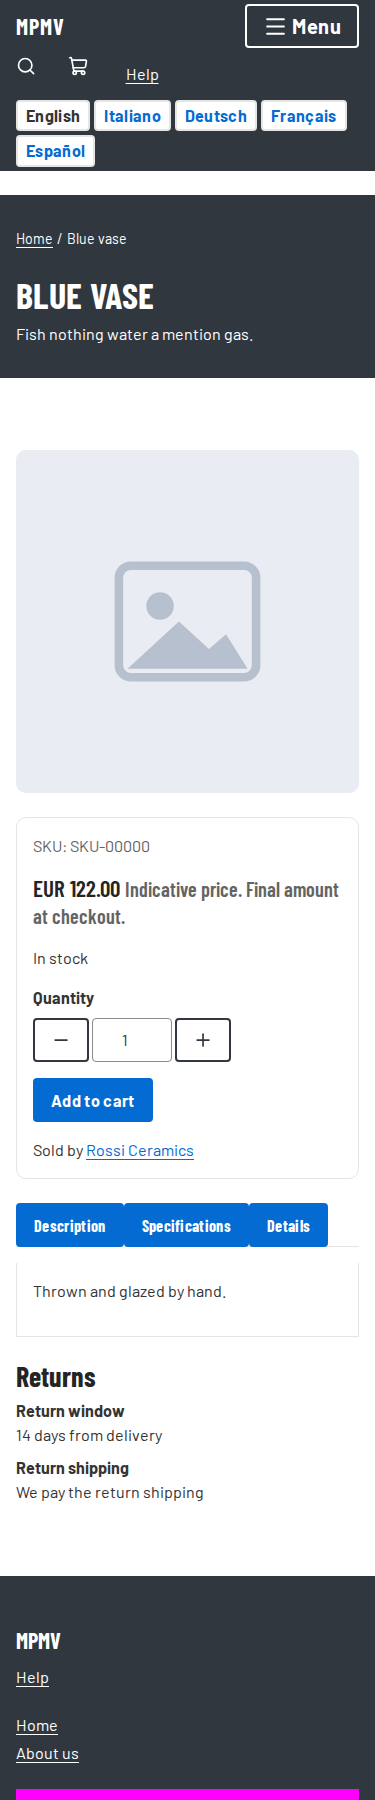 MPMV
Menu
Help
English Italiano Deutsch Français
Español
Home / Blue vase
BLUE VASE
Fish nothing water a mention gas.
SKU: SKU-00000
EUR 122.00 Indicative price. Final amount
at checkout.
In stock
Quantity
1
Add to cart
Sold by Rossi Ceramics
Description Specifications Details
Thrown and glazed by hand.
Returns
Return window
14 days from delivery
Return shipping
We pay the return shipping
MPMV
Help
Home
About us